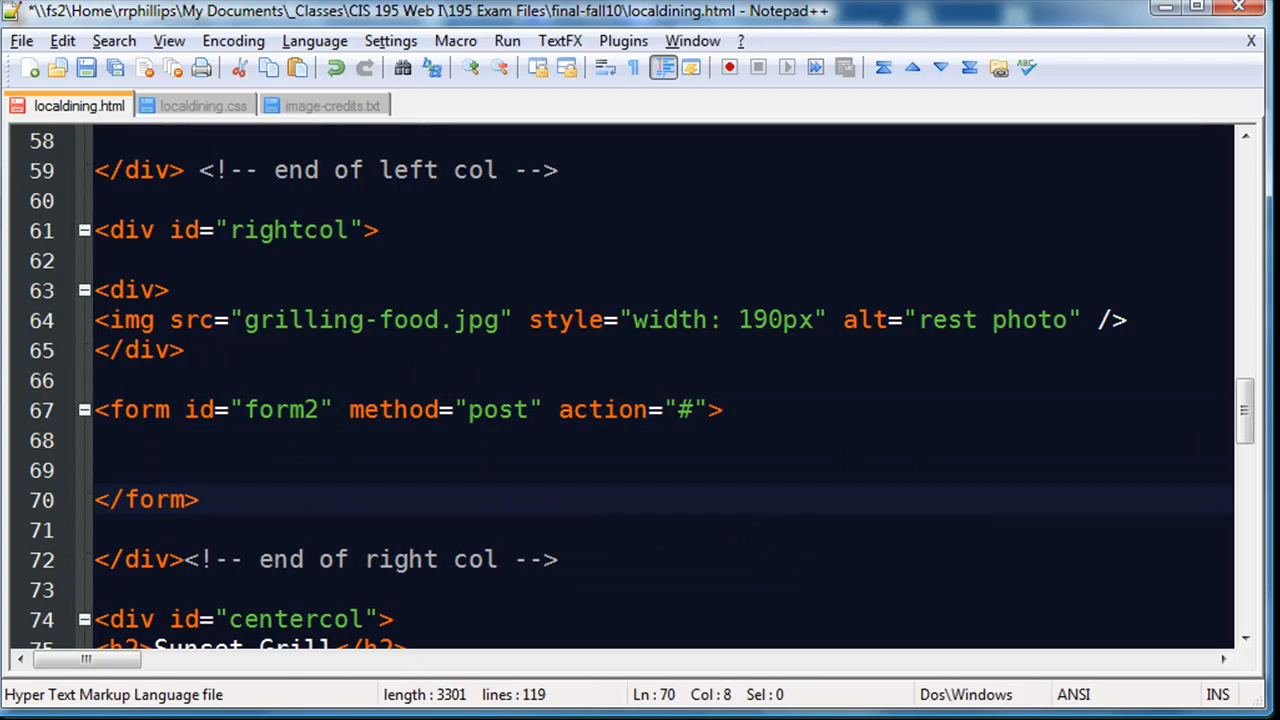 *\\fs2\Home\rrphillips\My Documents\_Classes\CIS 195 Web I\195 Exam Files\final-fall10\localdining.html - Notepad++
File Edit Search View Encoding Language Settings Macro Run TextFX Plugins Window ? X
localdining.html localdining.css image-credits.txt
58
59 </div> <!-- end of left col -->
60
61 <div id="rightcol">
62
63 <div>
64 <img src="grilling-food.jpg" style="width: 190px" alt="rest photo" />
65 </div>
66
67 <form id="form2" method="post" action="#">
68
69
70 </form>
71
72 </div><!-- end of right col -->
73
74 <div id="centercol">
75 <h2>Sunset Grill</h2>
Hyper Text Markup Language file length : 3301 lines : 119 Ln : 70 Col : 8 Sel : 0 Dos\Windows ANSI INS